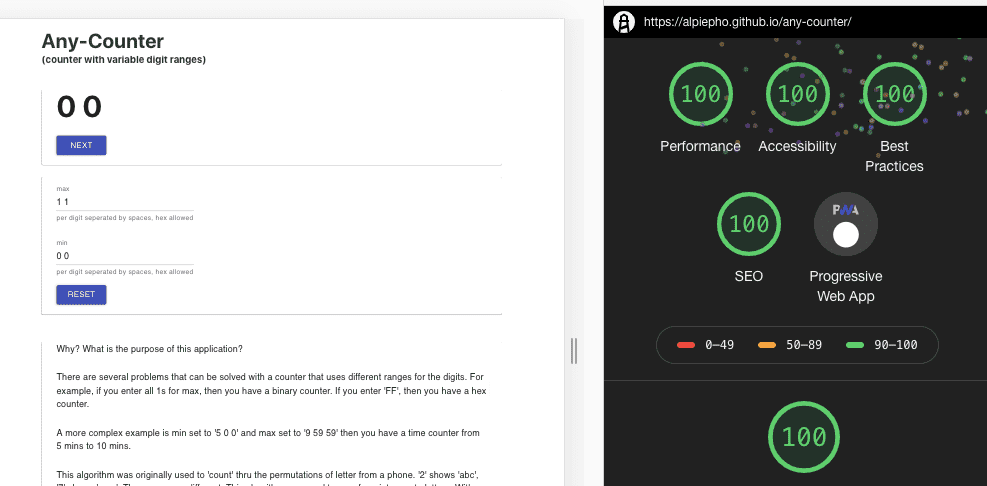 Any-Counter
(counter with variable digit ranges)
0 0
NEXT
max
1 1
per digit separated by spaces, hex allowed
min
0 0
per digit separated by spaces, hex allowed
RESET
Why? What is the purpose of this application?
There are several problems that can be solved with a counter that uses different ranges for the digits. For
example, if you enter all 1s for max, then you have a binary counter. If you enter 'FF', then you have a hex
counter.
A more complex example is min set to '5 0 0' and max set to '9 59 59' then you have a time counter from
5 mins to 10 mins.
This algorithm was originally used to 'count' thru the permutations of letter from a phone. '2' shows 'abc',
https://alpiepho.github.io/any-counter/
100 100 100
Performance Accessibility Best
Practices
100 PWA
SEO Progressive
Web App
0–49 50–89 90–100
100